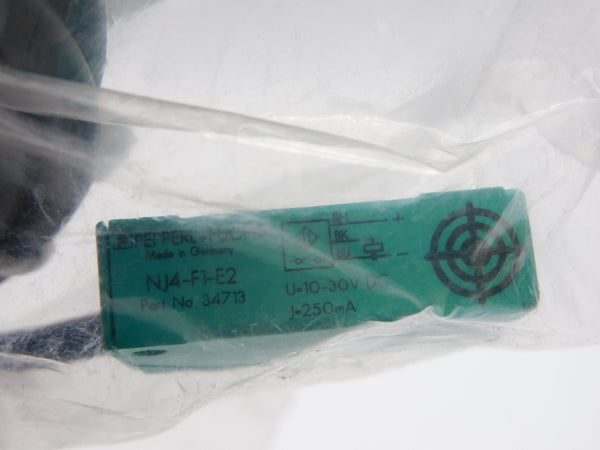 PEPPERL+FUCHS
Made in Germany
NJ4-F1-E2
Part No. 34713
BN +
BK
BU -
U=10-30V DC
J=250mA